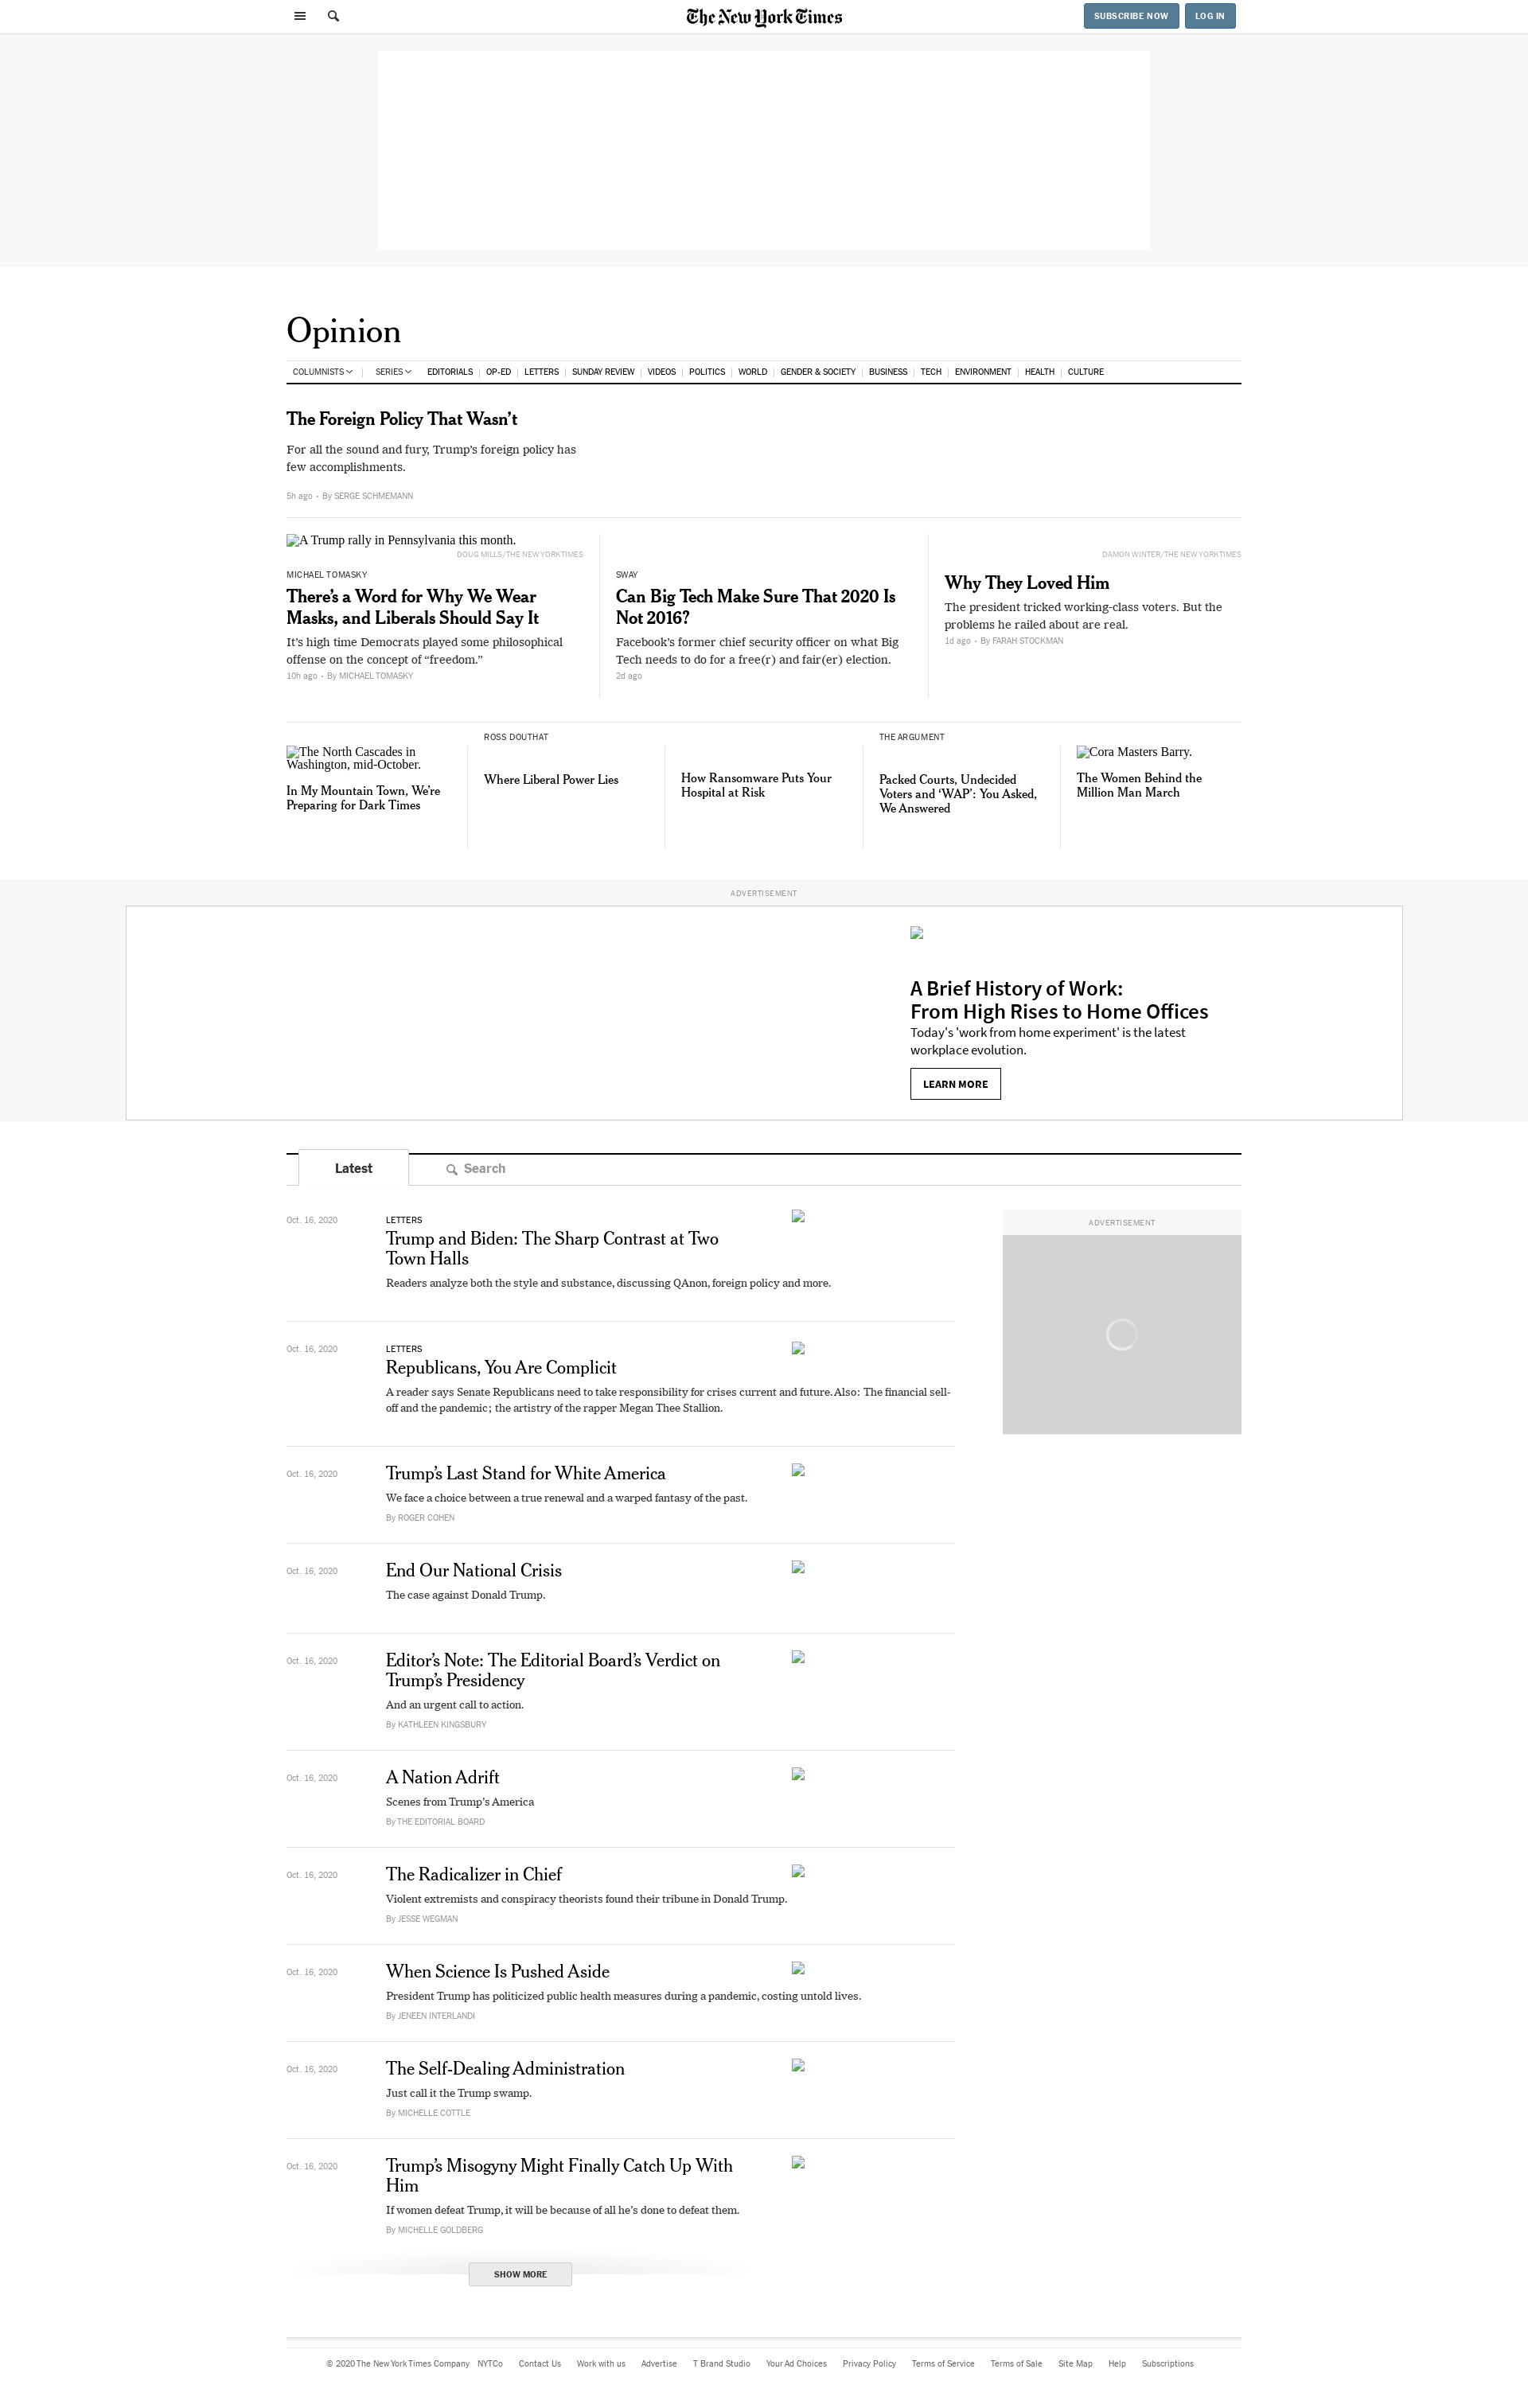 The New York Times
SUBSCRIBE NOW
LOG IN
Opinion
COLUMNISTS
SERIES
EDITORIALS
OP-ED
LETTERS
SUNDAY REVIEW
VIDEOS
POLITICS
WORLD
GENDER & SOCIETY
BUSINESS
TECH
ENVIRONMENT
HEALTH
CULTURE
The Foreign Policy That Wasn’t
For all the sound and fury, Trump’s foreign policy has
few accomplishments.
5h ago • By SERGE SCHMEMANN
A Trump rally in Pennsylvania this month.
DOUG MILLS/THE NEW YORK TIMES
MICHAEL TOMASKY
There’s a Word for Why We Wear
Masks, and Liberals Should Say It
It’s high time Democrats played some philosophical
offense on the concept of “freedom.”
10h ago • By MICHAEL TOMASKY
SWAY
Can Big Tech Make Sure That 2020 Is
Not 2016?
Facebook’s former chief security officer on what Big
Tech needs to do for a free(r) and fair(er) election.
2d ago
DAMON WINTER/THE NEW YORK TIMES
Why They Loved Him
The president tricked working-class voters. But the
problems he railed about are real.
1d ago • By FARAH STOCKMAN
The North Cascades in
Washington, mid-October.
In My Mountain Town, We’re
Preparing for Dark Times
ROSS DOUTHAT
Where Liberal Power Lies
How Ransomware Puts Your
Hospital at Risk
THE ARGUMENT
Packed Courts, Undecided
Voters and ‘WAP’: You Asked,
We Answered
Cora Masters Barry.
The Women Behind the
Million Man March
ADVERTISEMENT
A Brief History of Work:
From High Rises to Home Offices
Today's 'work from home experiment' is the latest
workplace evolution.
LEARN MORE
Latest
Search
Oct. 16, 2020
LETTERS
Trump and Biden: The Sharp Contrast at Two
Town Halls
Readers analyze both the style and substance, discussing QAnon, foreign policy and more.
ADVERTISEMENT
Oct. 16, 2020
LETTERS
Republicans, You Are Complicit
A reader says Senate Republicans need to take responsibility for crises current and future. Also: The financial sell-
off and the pandemic; the artistry of the rapper Megan Thee Stallion.
Oct. 16, 2020
Trump’s Last Stand for White America
We face a choice between a true renewal and a warped fantasy of the past.
By ROGER COHEN
Oct. 16, 2020
End Our National Crisis
The case against Donald Trump.
Oct. 16, 2020
Editor’s Note: The Editorial Board’s Verdict on
Trump’s Presidency
And an urgent call to action.
By KATHLEEN KINGSBURY
Oct. 16, 2020
A Nation Adrift
Scenes from Trump’s America
By THE EDITORIAL BOARD
Oct. 16, 2020
The Radicalizer in Chief
Violent extremists and conspiracy theorists found their tribune in Donald Trump.
By JESSE WEGMAN
Oct. 16, 2020
When Science Is Pushed Aside
President Trump has politicized public health measures during a pandemic, costing untold lives.
By JENEEN INTERLANDI
Oct. 16, 2020
The Self-Dealing Administration
Just call it the Trump swamp.
By MICHELLE COTTLE
Oct. 16, 2020
Trump’s Misogyny Might Finally Catch Up With
Him
If women defeat Trump, it will be because of all he’s done to defeat them.
By MICHELLE GOLDBERG
SHOW MORE
© 2020 The New York Times Company
NYTCo
Contact Us
Work with us
Advertise
T Brand Studio
Your Ad Choices
Privacy Policy
Terms of Service
Terms of Sale
Site Map
Help
Subscriptions